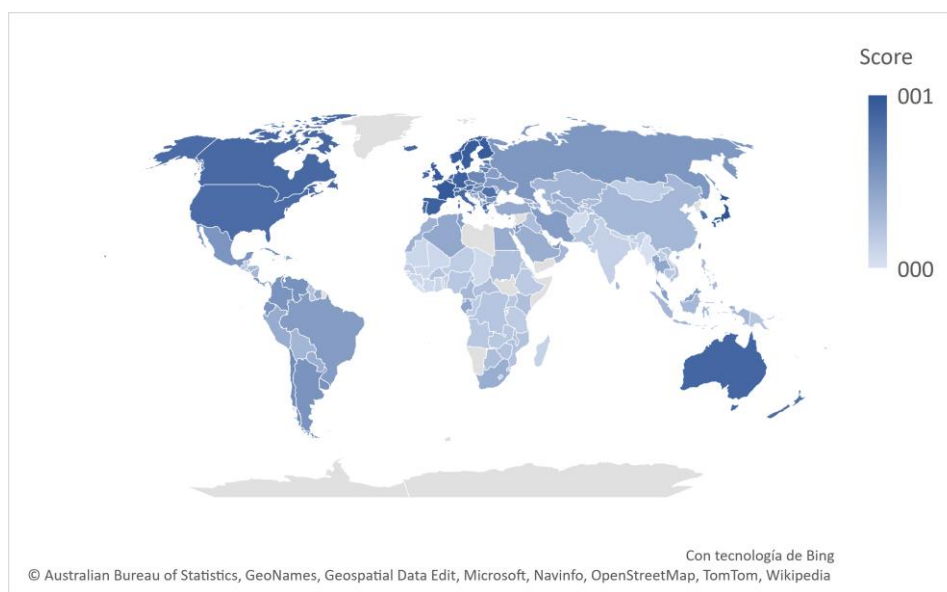 Score
001
000
Con tecnología de Bing
© Australian Bureau of Statistics, GeoNames, Geospatial Data Edit, Microsoft, Navinfo, OpenStreetMap, TomTom, Wikipedia